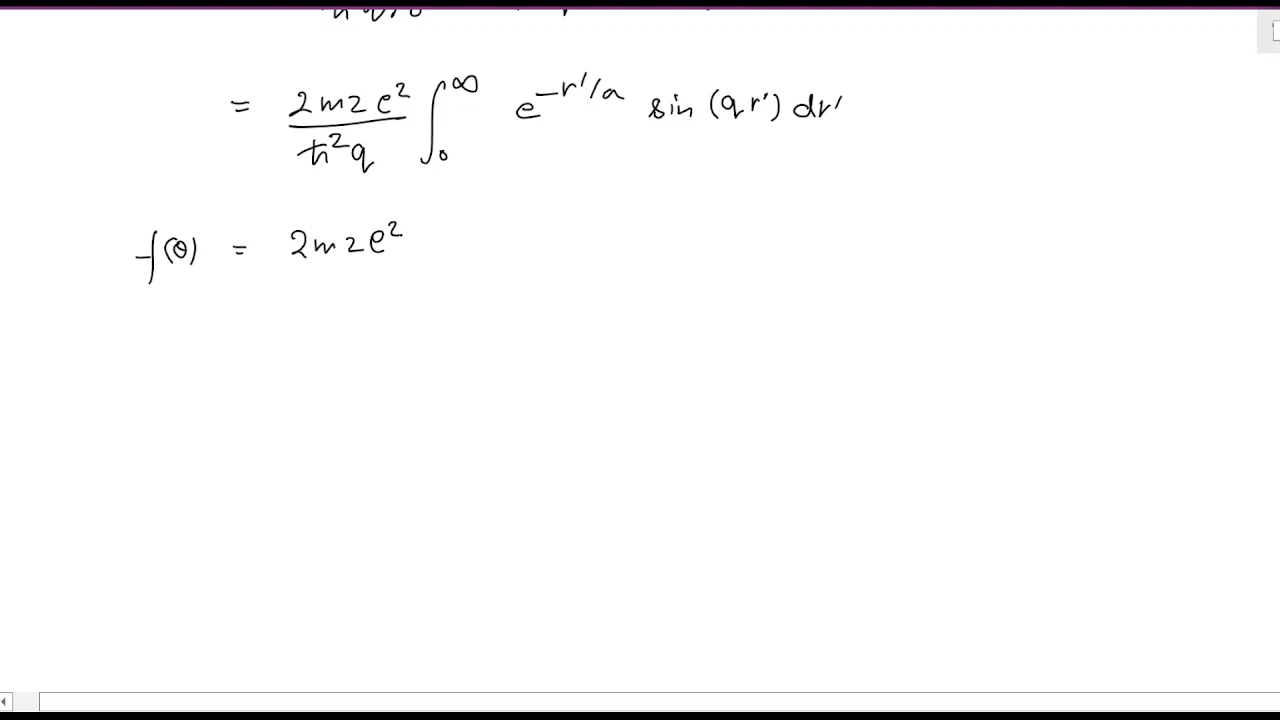 = 2mze² / ħ²q ∫₀^∞ e^(-r'/a) sin(qr') dr'
f(θ) = 2mze²